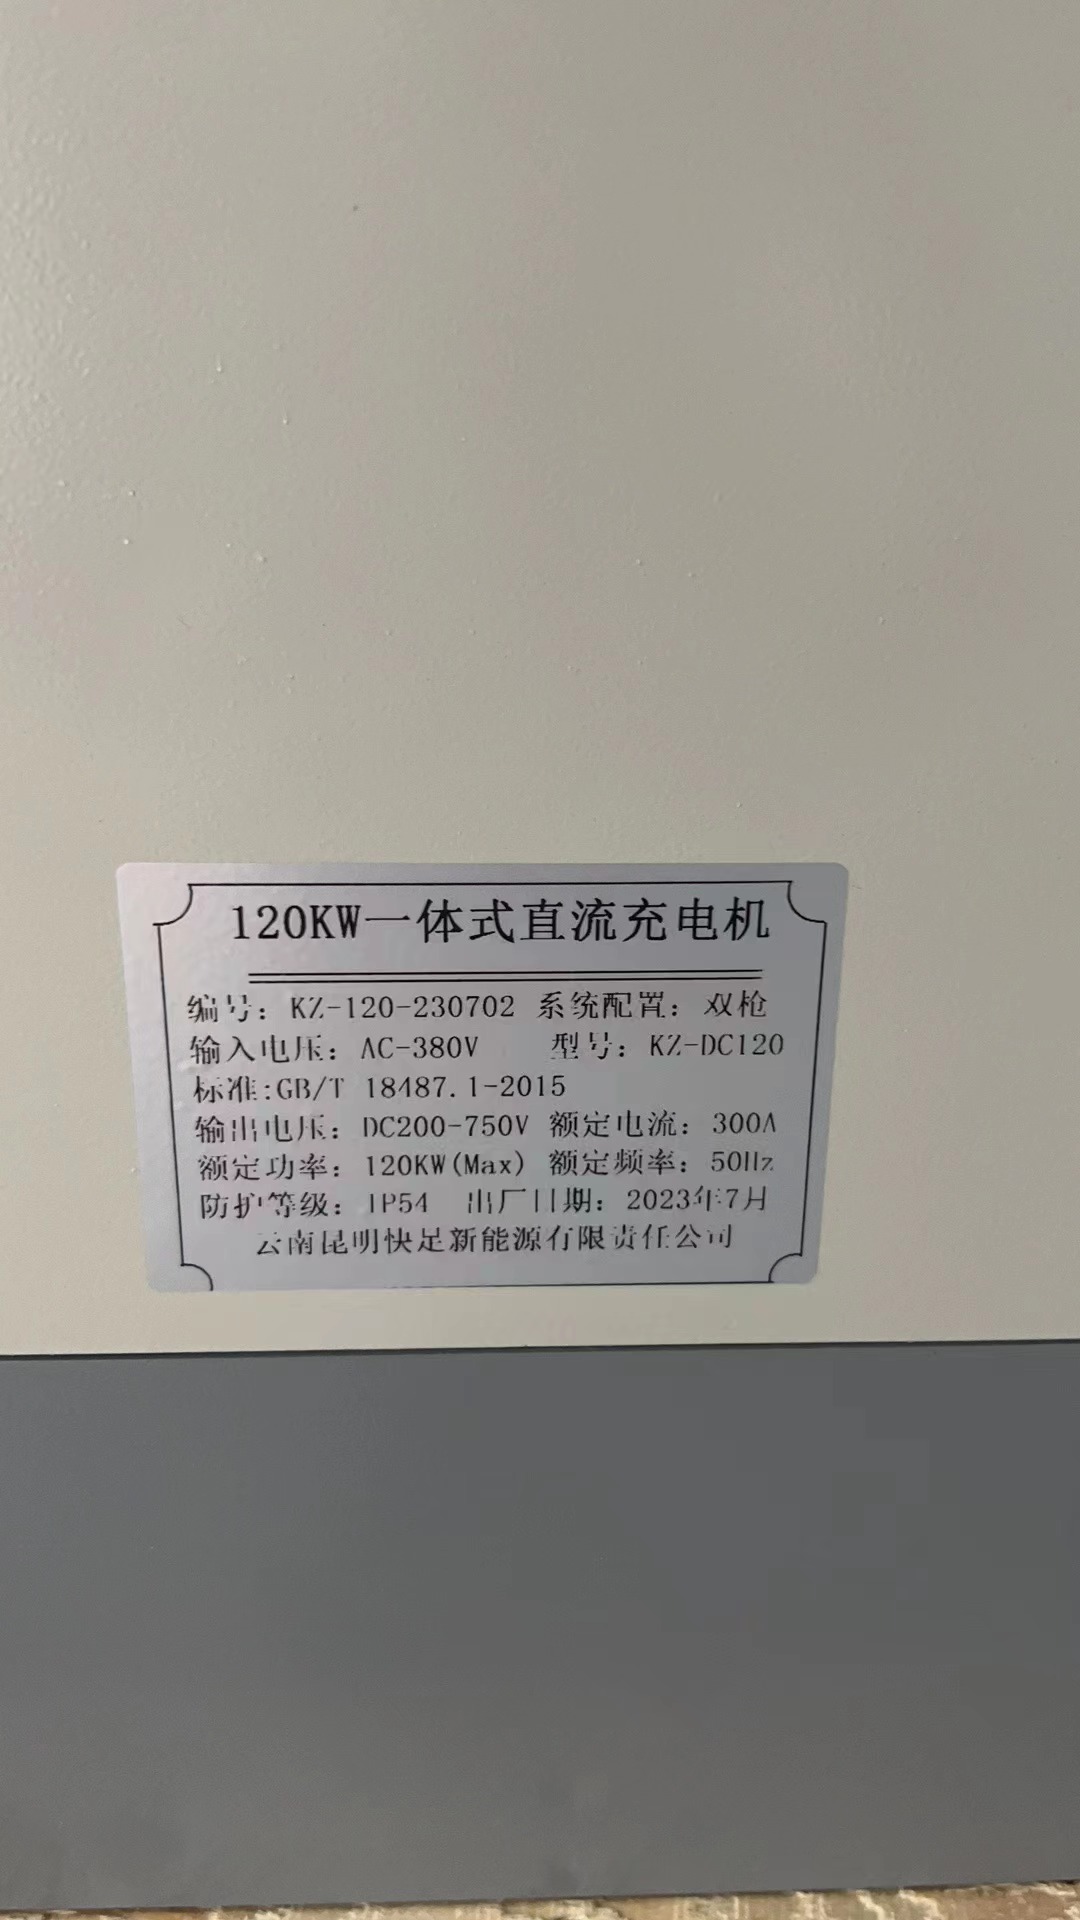 120KW一体式直流充电机
编号：KZ-120-230702 系统配置：双枪
输入电压：AC-380V 型号：KZ-DC120
标准:GB/T 18487.1-2015
输出电压：DC200-750V 额定电流：300A
额定功率：120KW(Max) 额定频率：50Hz
防护等级：IP54 出厂日期：2023年7月
云南昆明快足新能源有限责任公司